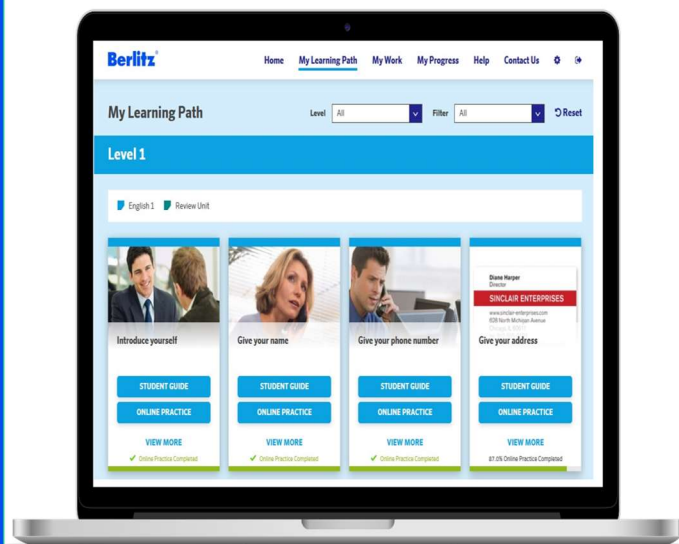 Berlitz®
Home My Learning Path My Work My Progress Help Contact Us
My Learning Path
Level All Filter All Reset
Level 1
English 1 Review Unit
Diane Harper
Director
SINCLAIR ENTERPRISES
www.sinclair-enterprises.com
Introduce yourself Give your name Give your phone number Give your address
STUDENT GUIDE STUDENT GUIDE STUDENT GUIDE STUDENT GUIDE
ONLINE PRACTICE ONLINE PRACTICE ONLINE PRACTICE ONLINE PRACTICE
VIEW MORE VIEW MORE VIEW MORE VIEW MORE
Online Practice Completed Online Practice Completed Online Practice Completed 87.0% Online Practice Completed